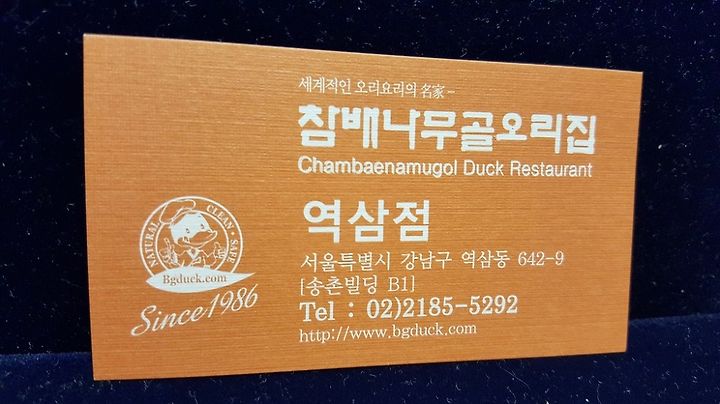 세계적인 오리요리의 名家 -
참배나무골오리집
Chambaenamugol Duck Restaurant
역삼점
서울특별시 강남구 역삼동 642-9
[송촌빌딩 B1]
Tel : 02)2185-5292
http://www.bgduck.com
NATURAL · CLEAN · SAFE
Bgduck.com
Since1986